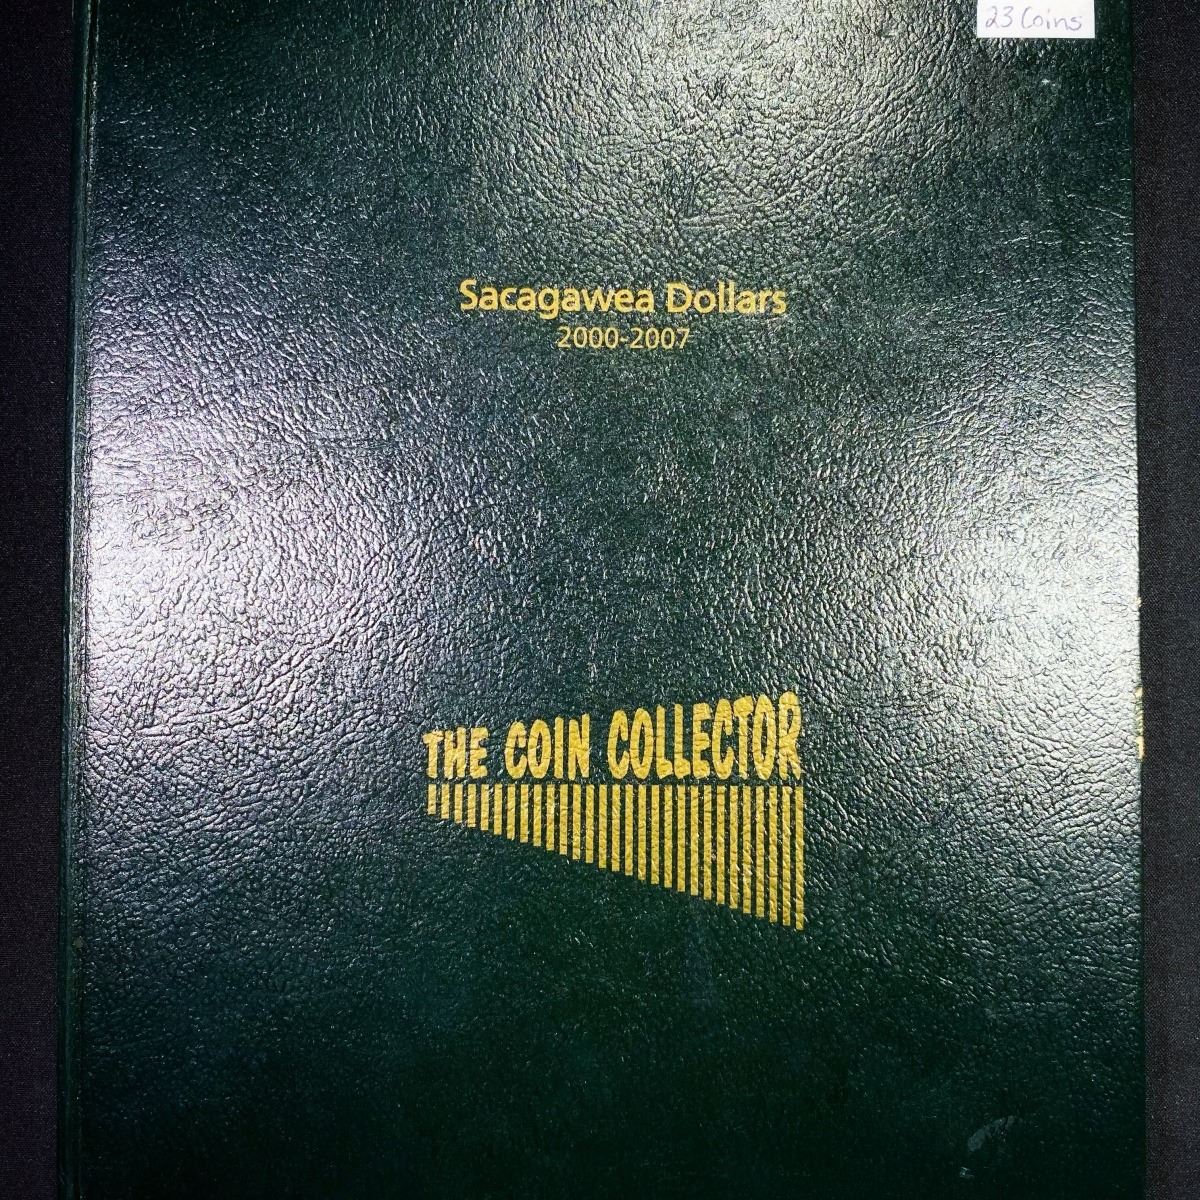 23 Coins
Sacagawea Dollars
2000-2007
THE COIN COLLECTOR